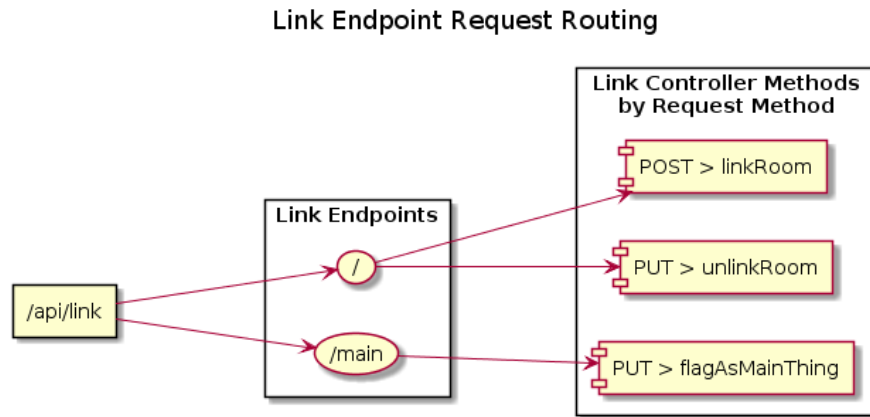 Link Endpoint Request Routing
Link Controller Methods
by Request Method
POST > linkRoom
Link Endpoints
/
PUT > unlinkRoom
/api/link
/main
PUT > flagAsMainThing